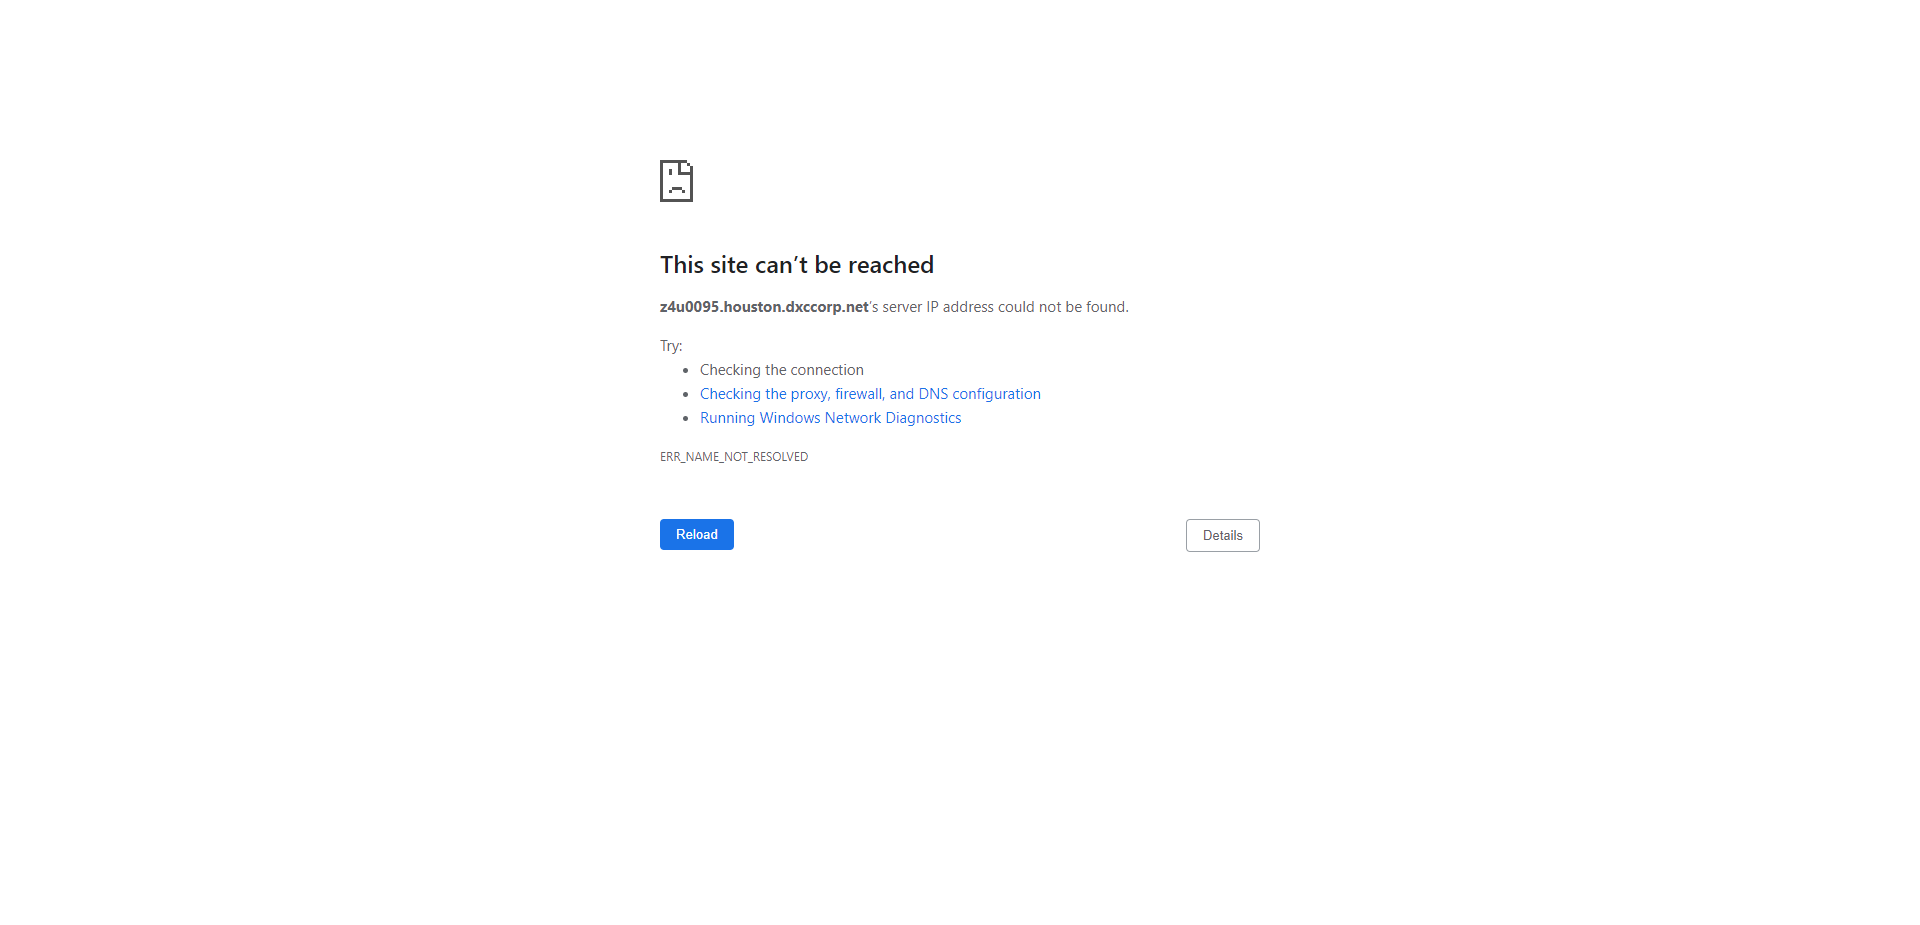 This site can’t be reached
z4u0095.houston.dxccorp.net’s server IP address could not be found.
Try:
Checking the connection
Checking the proxy, firewall, and DNS configuration
Running Windows Network Diagnostics
ERR_NAME_NOT_RESOLVED
Reload
Details